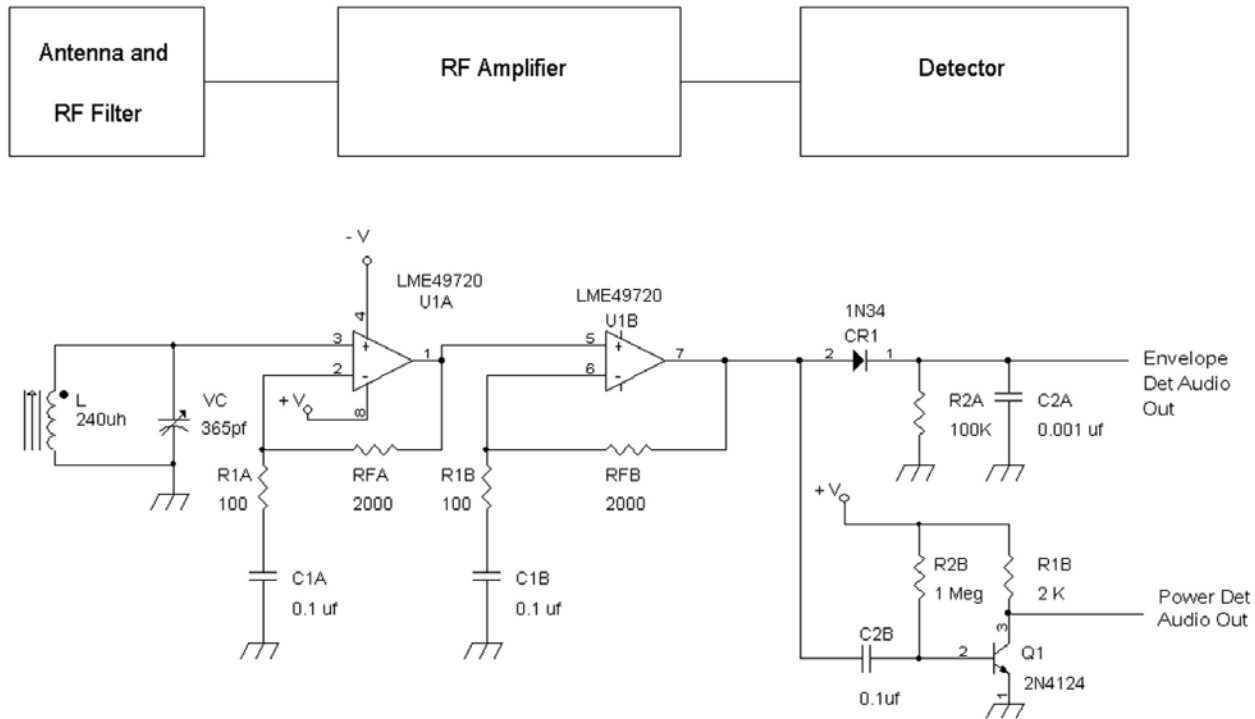 Antenna and
RF Filter
RF Amplifier
Detector
- V
LME49720
U1A
4
3
+
2
-
1
+ V
8
LME49720
U1B
5
+
6
-
7
1N34
CR1
2
1
Envelope
Det Audio
Out
L
240uh
VC
365pf
R1A
100
RFA
2000
R1B
100
RFB
2000
R2A
100K
C2A
0.001 uf
+ V
C1A
0.1 uf
C1B
0.1 uf
R2B
1 Meg
R1B
2 K
Power Det
Audio Out
C2B
0.1uf
2
3
1
Q1
2N4124